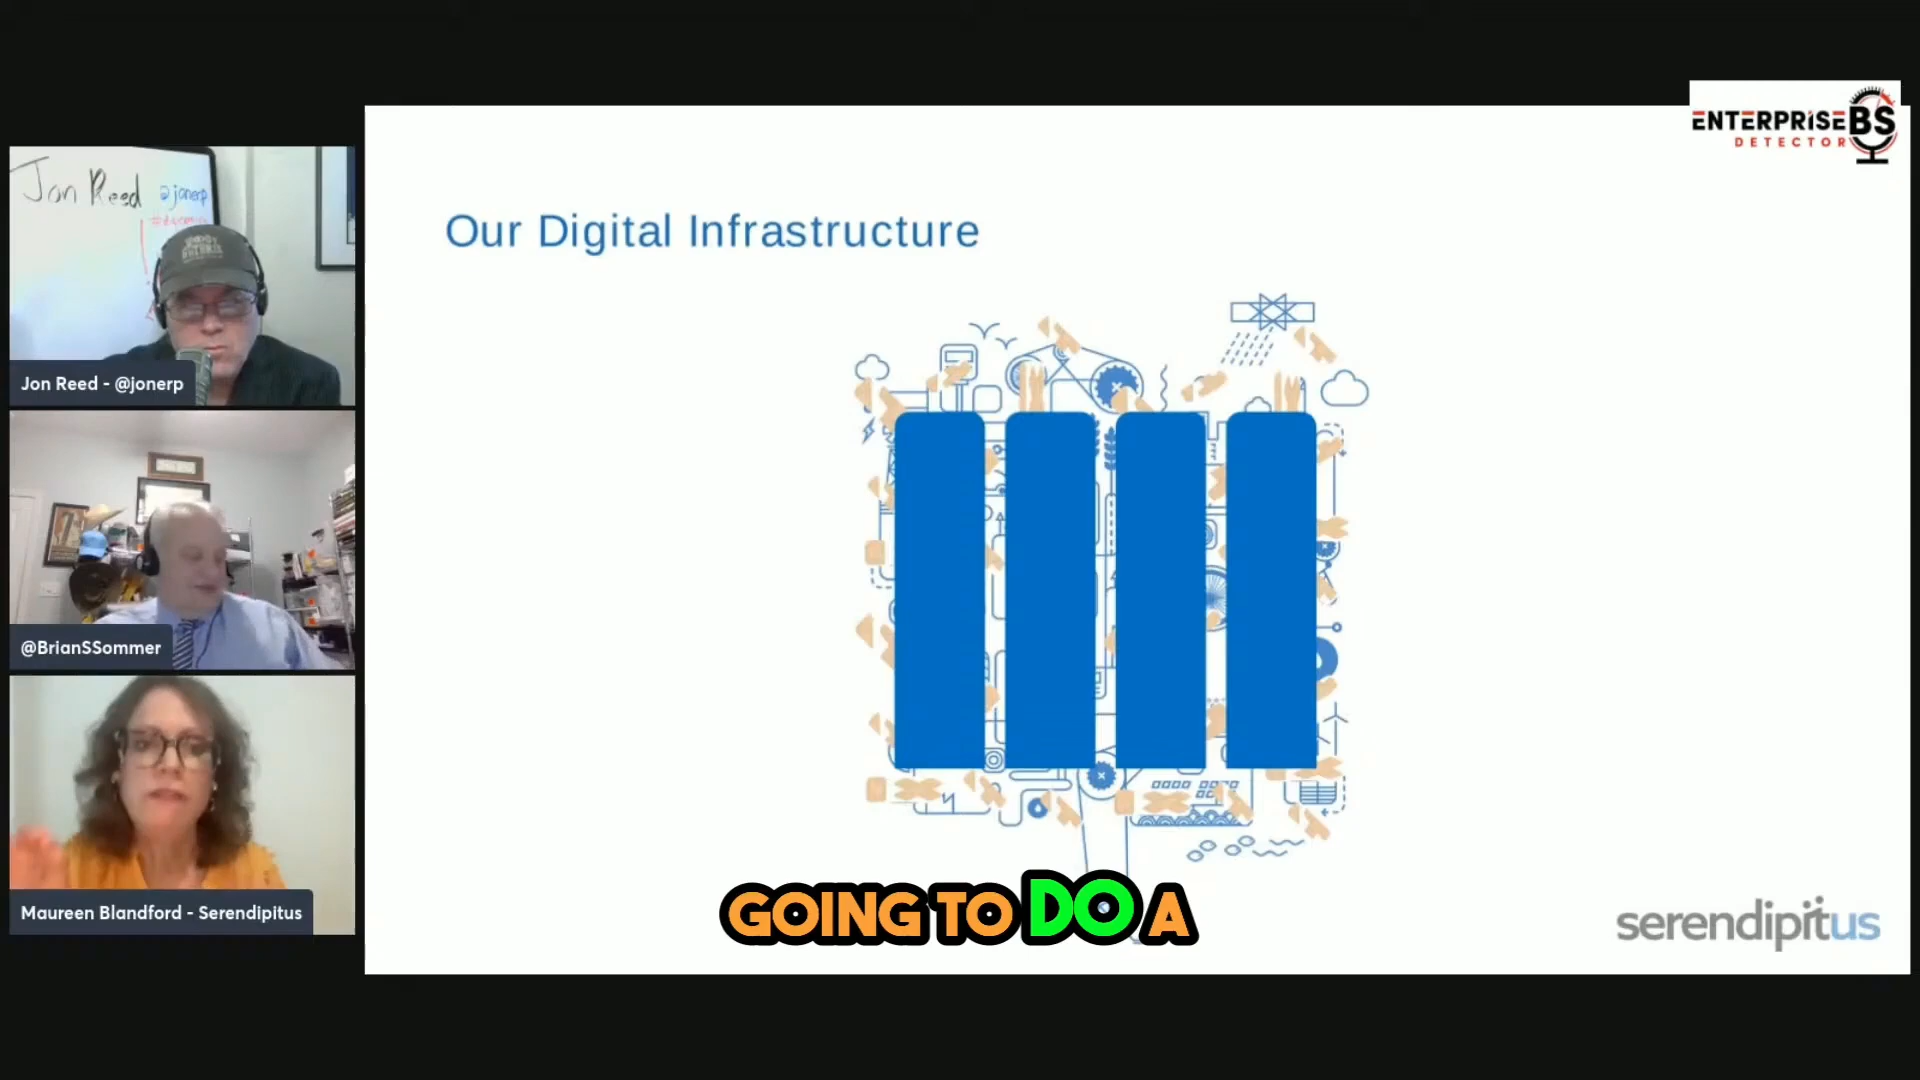 ENTERPRISE BS
DETECTOR
Jon Reed @jonerp
Our Digital Infrastructure
Jon Reed - @jonerp
@BrianSSommer
Maureen Blandford - Serendipitus
GOING TO DO A
serendipitus